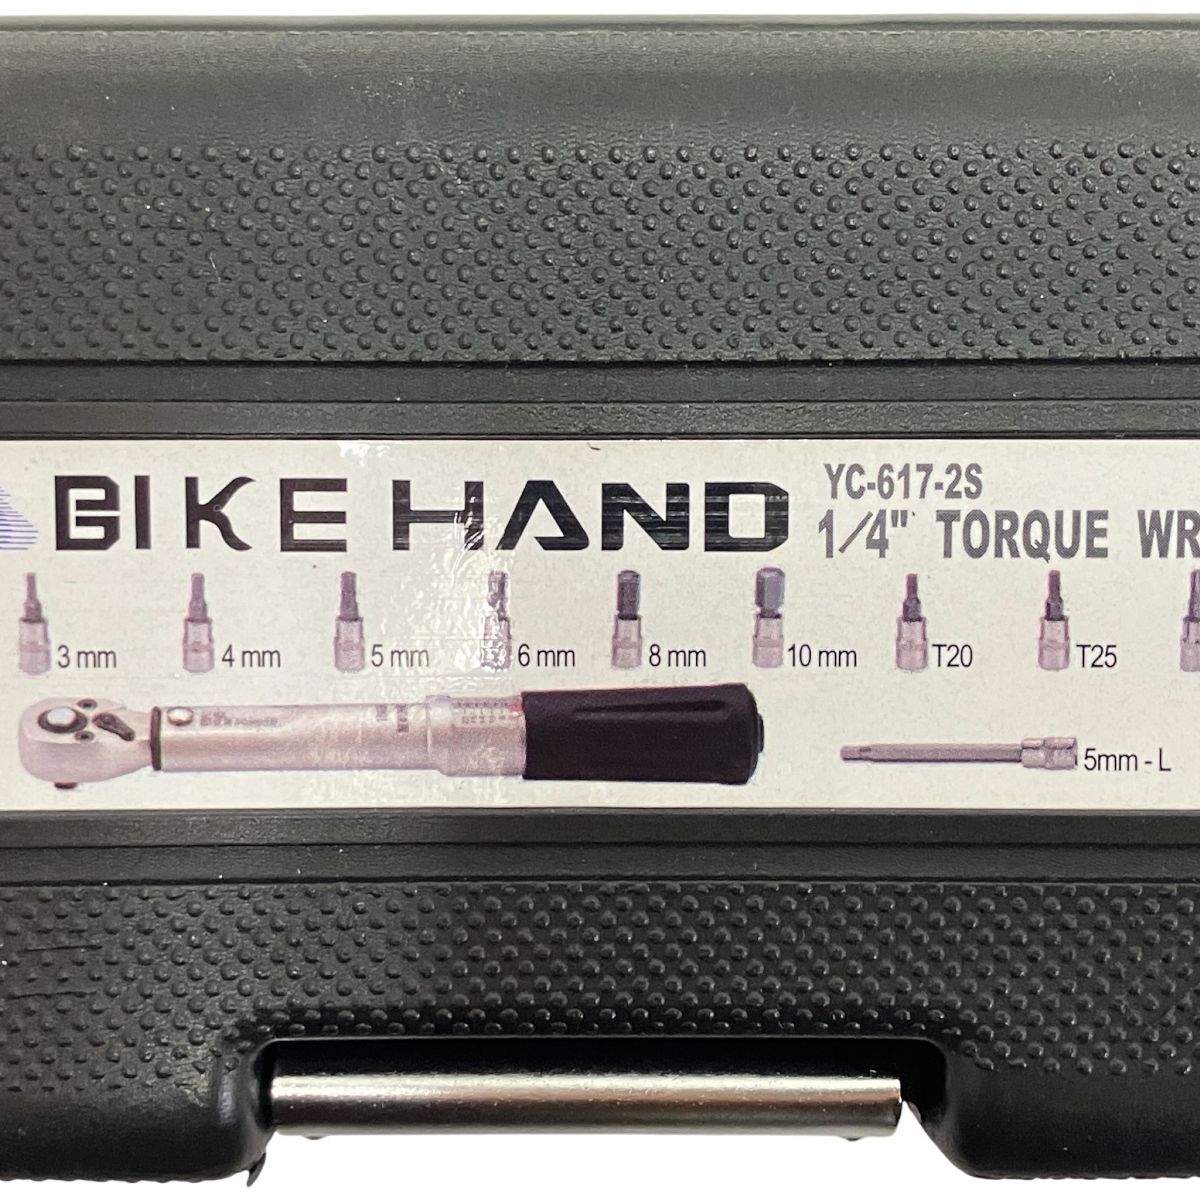 BIKE HAND
YC-617-2S
1/4" TORQUE WR
3 mm
4 mm
5 mm
6 mm
8 mm
10 mm
T20
T25
5mm - L